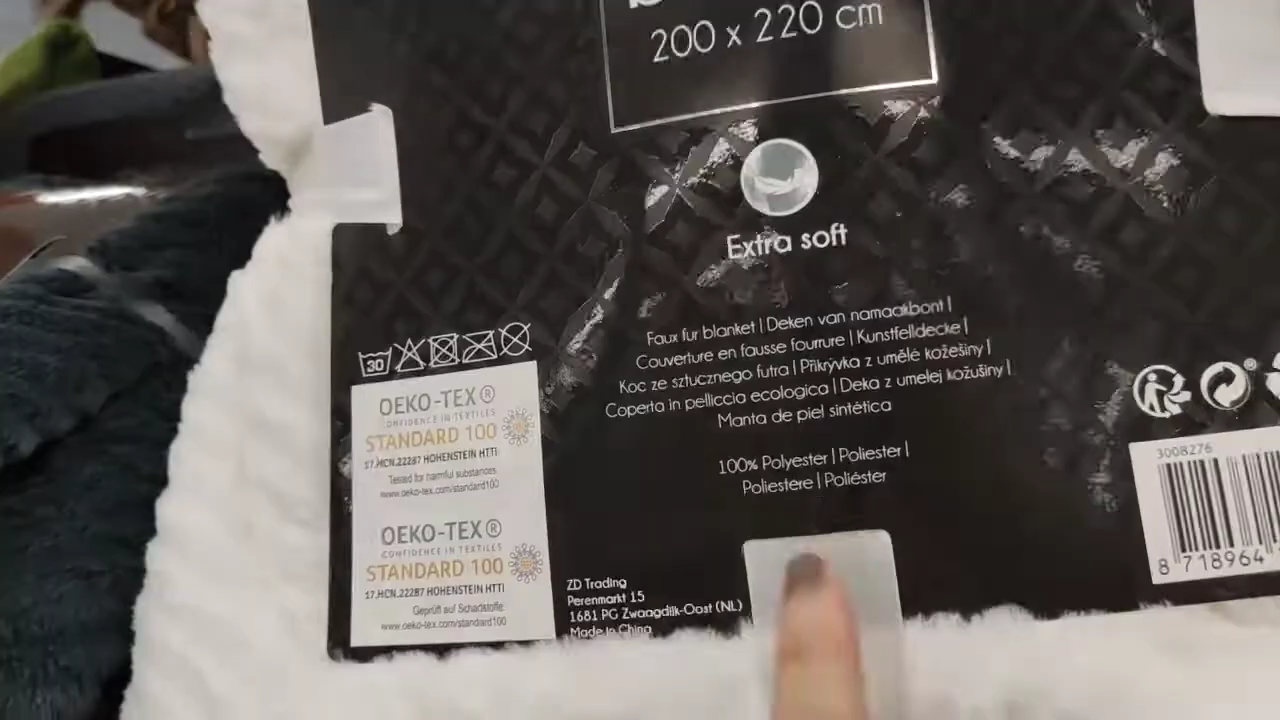 200 x 220 cm
Extra soft
Faux fur blanket | Deken van namaakbont |
Couverture en fausse fourrure | Kunstfelldecke |
Koc ze sztucznego futra | Přikrývka z umělé kožešiny |
Coperta in pelliccia ecologica | Deka z umelej kožušiny |
Manta de piel sintética
100% Polyester | Poliester |
Poliestere | Poliéster
30
OEKO-TEX®
CONFIDENCE IN TEXTILES
STANDARD 100
17.HCN.22287 HOHENSTEIN HTTI
Tested for harmful substances
www.oeko-tex.com/standard100
OEKO-TEX®
CONFIDENCE IN TEXTILES
STANDARD 100
17.HCN.22287 HOHENSTEIN HTTI
Geprüft auf Schadstoffe
www.oeko-tex.com/standard100
ZD Trading
Perenmarkt 15
1681 PG Zwaagdijk-Oost (NL)
Made in China
3008276
8 718964